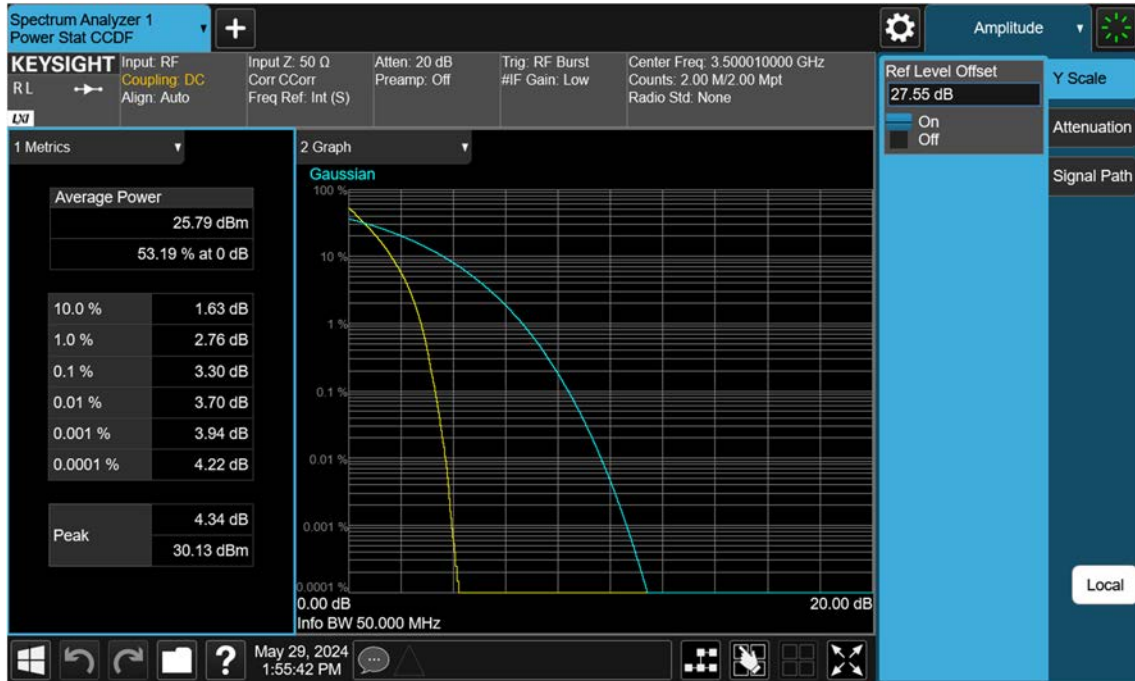 Spectrum Analyzer 1
Power Stat CCDF
+
Amplitude
KEYSIGHT
R L
LXI
Input: RF
Coupling: DC
Align: Auto
Input Z: 50 Ω
Corr CCorr
Freq Ref: Int (S)
Atten: 20 dB
Preamp: Off
Trig: RF Burst
#IF Gain: Low
Center Freq: 3.500010000 GHz
Counts: 2.00 M/2.00 Mpt
Radio Std: None
Ref Level Offset
27.55 dB
On
Off
Y Scale
Attenuation
Signal Path
1 Metrics
Average Power
25.79 dBm
53.19 % at 0 dB
10.0 % 1.63 dB
1.0 % 2.76 dB
0.1 % 3.30 dB
0.01 % 3.70 dB
0.001 % 3.94 dB
0.0001 % 4.22 dB
Peak
4.34 dB
30.13 dBm
2 Graph
Gaussian
100 %
10 %
1 %
0.1 %
0.01 %
0.001 %
0.0001 %
0.00 dB 20.00 dB
Info BW 50.000 MHz
Local
?
May 29, 2024
1:55:42 PM